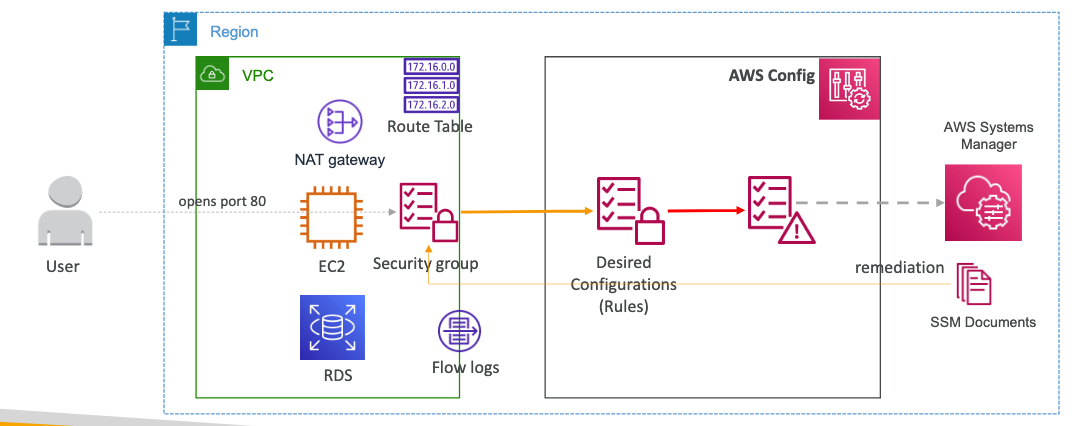 Region
VPC
172.16.0.0
172.16.1.0
172.16.2.0
Route Table
NAT gateway
AWS Config
AWS Systems
Manager
opens port 80
User
EC2
Security group
Desired
Configurations
(Rules)
remediation
SSM Documents
RDS
Flow logs